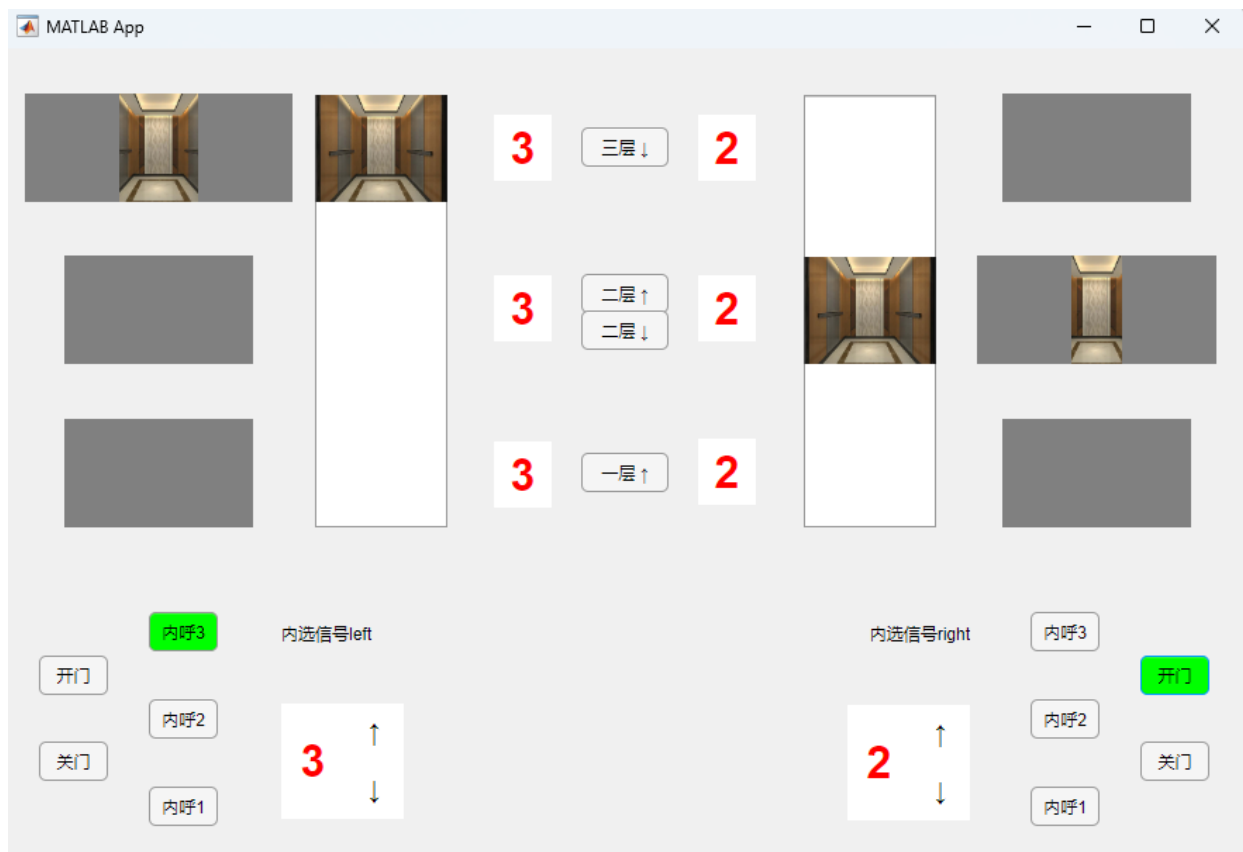 MATLAB App
3
三层↓
2
3
二层↑
二层↓
2
3
一层↑
2
内呼3
内选信号left
开门
内呼2
关门
内呼1
3
↑
↓
内选信号right
内呼3
开门
内呼2
关门
内呼1
2
↑
↓